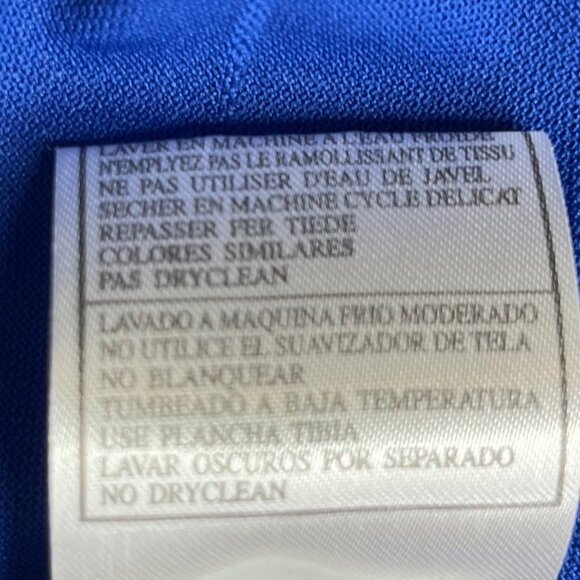 LAVER EN MACHINE A L'EAU FROIDE
N'EMPLYEZ PAS LE RAMOLLISSANT DE TISSU
NE PAS UTILISER D'EAU DE JAVEL
SECHER EN MACHINE CYCLE DELICAT
REPASSER PER TIEDE
COLORES SIMILARES
PAS DRYCLEAN
LAVADO A MAQUINA FRIO MODERADO
NO UTILICE EL SUAVIZADOR DE TELA
NO BLANQUEAR
TUMBEADO A BAJA TEMPERATURA
USE PLANCHA TIBIA
LAVAR OSCUROS POR SEPARADO
NO DRYCLEAN